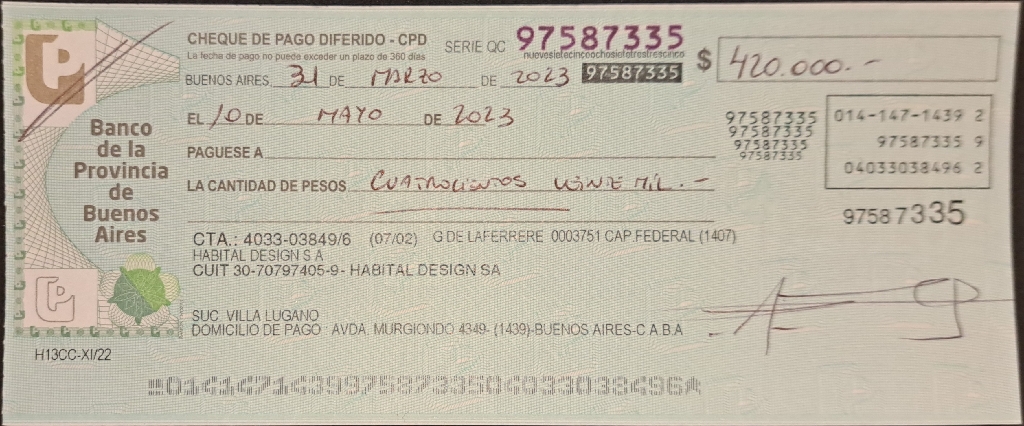 CHEQUE DE PAGO DIFERIDO - CPD SERIE QC 97587335
La fecha de pago no puede exceder un plazo de 360 días
nuevesietecincoochosietetrestrescinco
BUENOS AIRES, 31 DE MARZO DE 2023 97587335 $ 420.000.-
EL 10 DE MAYO DE 2023
PAGUESE A
LA CANTIDAD DE PESOS CUATROCIENTOS VEINTE MIL.-
97587335
97587335
97587335
97587335
014-147-1439 2
97587335 9
04033038496 2
97587335
Banco
de la
Provincia
de
Buenos
Aires
CTA.: 4033-03849/6 (07/02) G DE LAFERRERE 0003751 CAP.FEDERAL (1407)
HABITAL DESIGN S A
CUIT 30-70797405-9- HABITAL DESIGN SA
SUC. VILLA LUGANO
DOMICILIO DE PAGO : AVDA. MURGIONDO 4349- (1439)-BUENOS AIRES-C A B A
H13CC-XI/22
01414714399758733504033038496